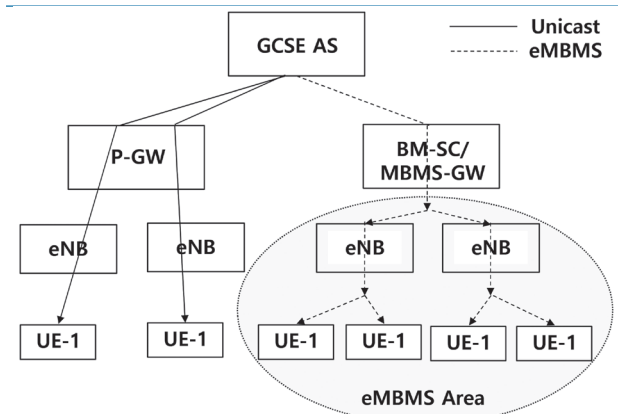 GCSE AS
Unicast
eMBMS
P-GW
BM-SC/
MBMS-GW
eNB
eNB
eNB
eNB
UE-1
UE-1
UE-1
UE-1
UE-1
UE-1
eMBMS Area